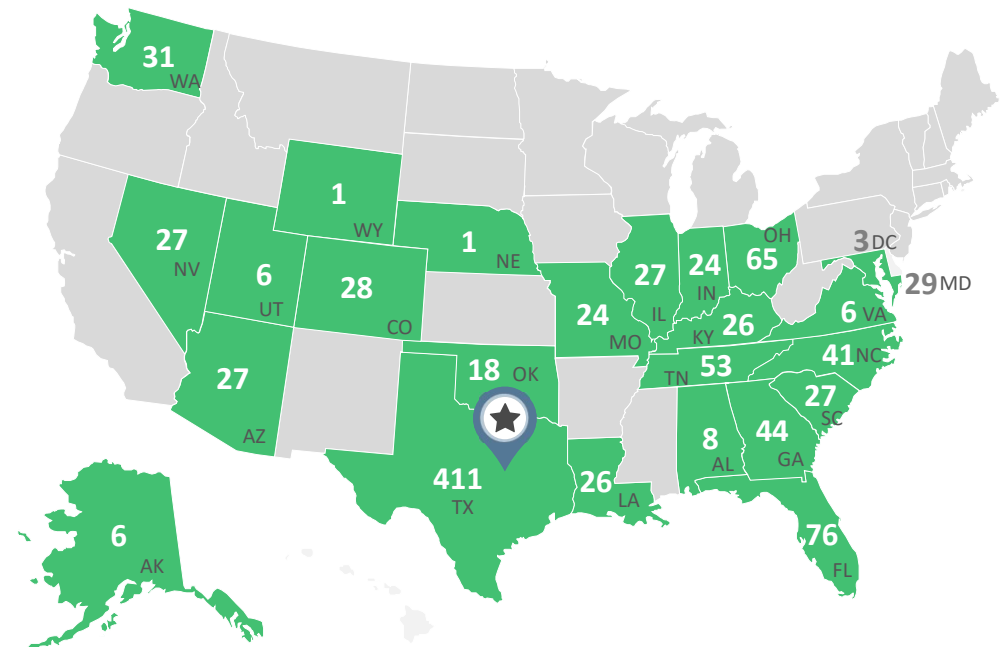 31
WA
1
WY
27
NV
1
NE
6
UT
28
CO
27
AZ
18 OK
411
TX
24
MO
27
IL
24
IN
OH
65
3 DC
29 MD
6 VA
KY 26
TN 53
41 NC
27
SC
8
AL
44
GA
26
LA
76
FL
6
AK